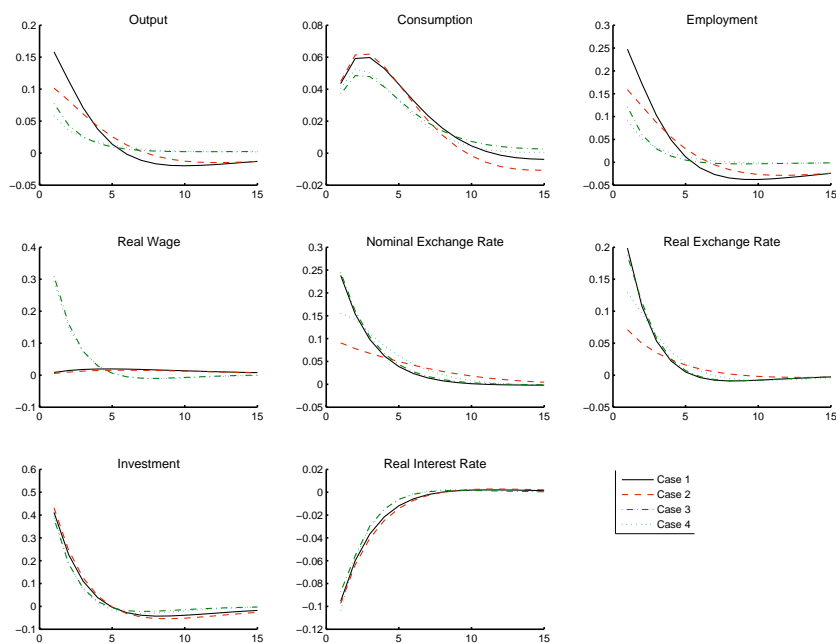 Output
0.2
0.15
0.1
0.05
0
−0.05
0 5 10 15
Consumption
0.08
0.06
0.04
0.02
0
−0.02
0 5 10 15
Employment
0.3
0.25
0.2
0.15
0.1
0.05
0
−0.05
0 5 10 15
Real Wage
0.4
0.3
0.2
0.1
0
−0.1
0 5 10 15
Nominal Exchange Rate
0.3
0.25
0.2
0.15
0.1
0.05
0
−0.05
0 5 10 15
Real Exchange Rate
0.2
0.15
0.1
0.05
0
−0.05
0 5 10 15
Investment
0.6
0.5
0.4
0.3
0.2
0.1
0
−0.1
0 5 10 15
Real Interest Rate
0.02
0
−0.02
−0.04
−0.06
−0.08
−0.1
−0.12
0 5 10 15
Case 1
Case 2
Case 3
Case 4